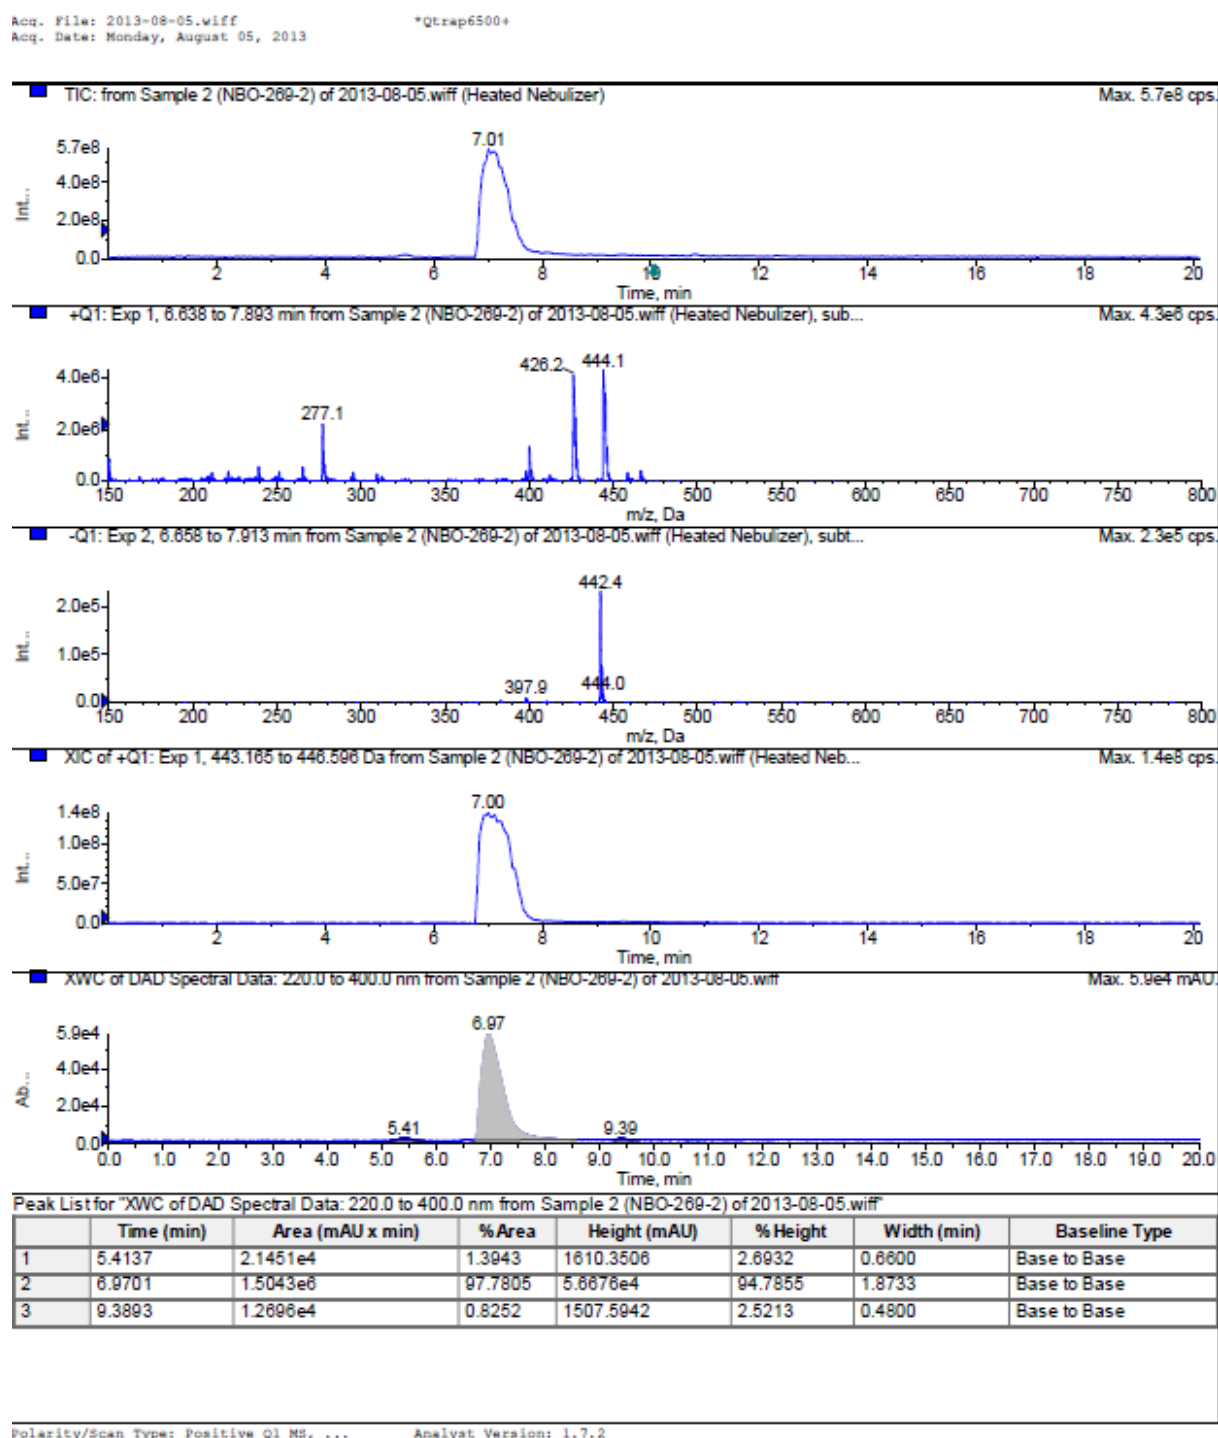 Acq. File: 2013-08-05.wiff *Qtrap6500+
Acq. Date: Monday, August 05, 2013
TIC: from Sample 2 (NBO-269-2) of 2013-08-05.wiff (Heated Nebulizer) Max. 5.7e8 cps.
7.01
5.7e8
4.0e8
2.0e8
0.0
Int...
2 4 6 8 10 12 14 16 18 20
Time, min
+Q1: Exp 1, 6.638 to 7.893 min from Sample 2 (NBO-269-2) of 2013-08-05.wiff (Heated Nebulizer), sub... Max. 4.3e6 cps.
426.2 444.1
4.0e6
277.1
2.0e6
0.0
Int...
150 200 250 300 350 400 450 500 550 600 650 700 750 800
m/z, Da
-Q1: Exp 2, 6.658 to 7.913 min from Sample 2 (NBO-269-2) of 2013-08-05.wiff (Heated Nebulizer), subt... Max. 2.3e5 cps.
442.4
2.0e5
1.0e5
397.9 444.0
0.0
Int...
150 200 250 300 350 400 450 500 550 600 650 700 750 800
m/z, Da
XIC of +Q1: Exp 1, 443.165 to 446.596 Da from Sample 2 (NBO-269-2) of 2013-08-05.wiff (Heated Neb... Max. 1.4e8 cps.
7.00
1.4e8
1.0e8
5.0e7
0.0
Int...
2 4 6 8 10 12 14 16 18 20
Time, min
XWC of DAD Spectral Data: 220.0 to 400.0 nm from Sample 2 (NBO-269-2) of 2013-08-05.wiff Max. 5.9e4 mAU.
6.97
5.9e4
4.0e4
2.0e4
5.41 9.39
0.0
Ab...
0.0 1.0 2.0 3.0 4.0 5.0 6.0 7.0 8.0 9.0 10.0 11.0 12.0 13.0 14.0 15.0 16.0 17.0 18.0 19.0 20.0
Time, min
Peak List for "XWC of DAD Spectral Data: 220.0 to 400.0 nm from Sample 2 (NBO-269-2) of 2013-08-05.wiff"
Time (min) Area (mAU x min) % Area Height (mAU) % Height Width (min) Baseline Type
1 5.4137 2.1451e4 1.3943 1610.3506 2.6932 0.6600 Base to Base
2 6.9701 1.5043e6 97.7805 5.6676e4 94.7855 1.8733 Base to Base
3 9.3893 1.2696e4 0.8252 1507.5942 2.5213 0.4800 Base to Base
Polarity/Scan Type: Positive Q1 MS, ... Analyst Version: 1.7.2